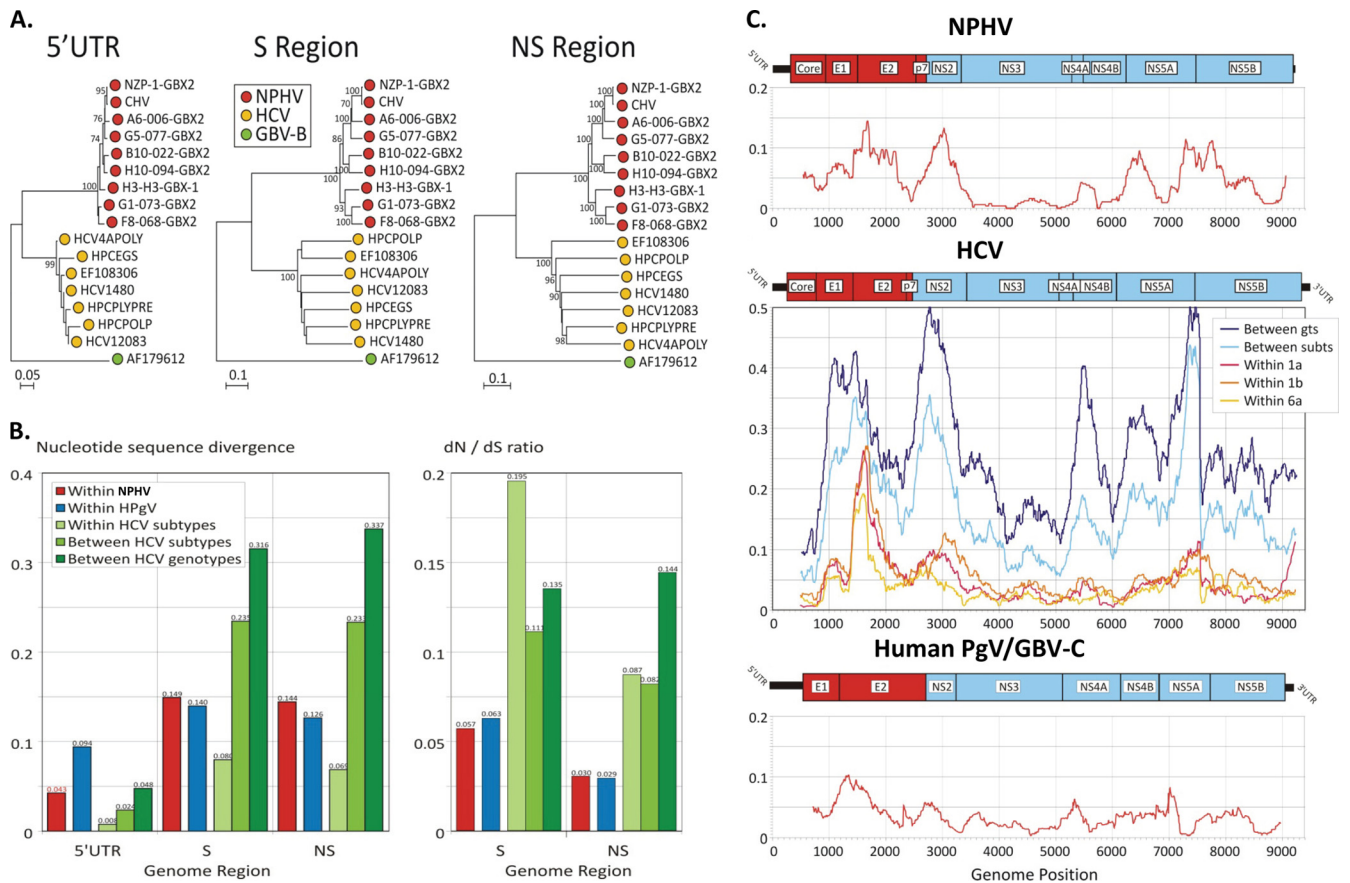 A.
5'UTR
S Region
NS Region
NPHV
HCV
GBV-B
95
76
74
100
99
NZP-1-GBX2
CHV
A6-006-GBX2
G5-077-GBX2
B10-022-GBX2
H10-094-GBX2
H3-H3-GBX-1
G1-073-GBX2
F8-068-GBX2
HCV4APOLY
HPCEGS
EF108306
HCV1480
HPCPLYPRE
HPCPOLP
HCV12083
AF179612
0.05
100
70
100
86
100
100
93
100
100
NZP-1-GBX2
CHV
A6-006-GBX2
G5-077-GBX2
B10-022-GBX2
H10-094-GBX2
H3-H3-GBX-1
G1-073-GBX2
F8-068-GBX2
HPCPOLP
EF108306
HCV4APOLY
HCV12083
HPCEGS
HPCPLYPRE
HCV1480
AF179612
0.1
100
100
100
100
100
100
100
100
100
96
90
98
NZP-1-GBX2
CHV
A6-006-GBX2
G5-077-GBX2
B10-022-GBX2
H10-094-GBX2
H3-H3-GBX-1
G1-073-GBX2
F8-068-GBX2
EF108306
HPCPOLP
HPCEGS
HCV1480
HCV12083
HPCPLYPRE
HCV4APOLY
AF179612
0.1
B.
Nucleotide sequence divergence
0.4
0.3
0.2
0.1
0
Within NPHV
Within HPgV
Within HCV subtypes
Between HCV subtypes
Between HCV genotypes
0.043
0.094
0.008
0.024
0.048
0.149
0.140
0.080
0.235
0.316
0.144
0.126
0.069
0.233
0.337
5'UTR
S
NS
Genome Region
dN / dS ratio
0.2
0.15
0.1
0.05
0
0.057
0.063
0.195
0.111
0.135
0.030
0.029
0.087
0.082
0.144
S
NS
Genome Region
C.
NPHV
5'UTR
Core
E1
E2
p7
NS2
NS3
NS4A
NS4B
NS5A
NS5B
0.2
0.1
0
0
1000
2000
3000
4000
5000
6000
7000
8000
9000
HCV
5'UTR
Core
E1
E2
p7
NS2
NS3
NS4A
NS4B
NS5A
NS5B
3'UTR
0.5
0.4
0.3
0.2
0.1
0
Between gts
Between subts
Within 1a
Within 1b
Within 6a
0
1000
2000
3000
4000
5000
6000
7000
8000
9000
Human PgV/GBV-C
5'UTR
E1
E2
NS2
NS3
NS4A
NS4B
NS5A
NS5B
3'UTR
0.2
0.1
0
0
1000
2000
3000
4000
5000
6000
7000
8000
9000
Genome Position